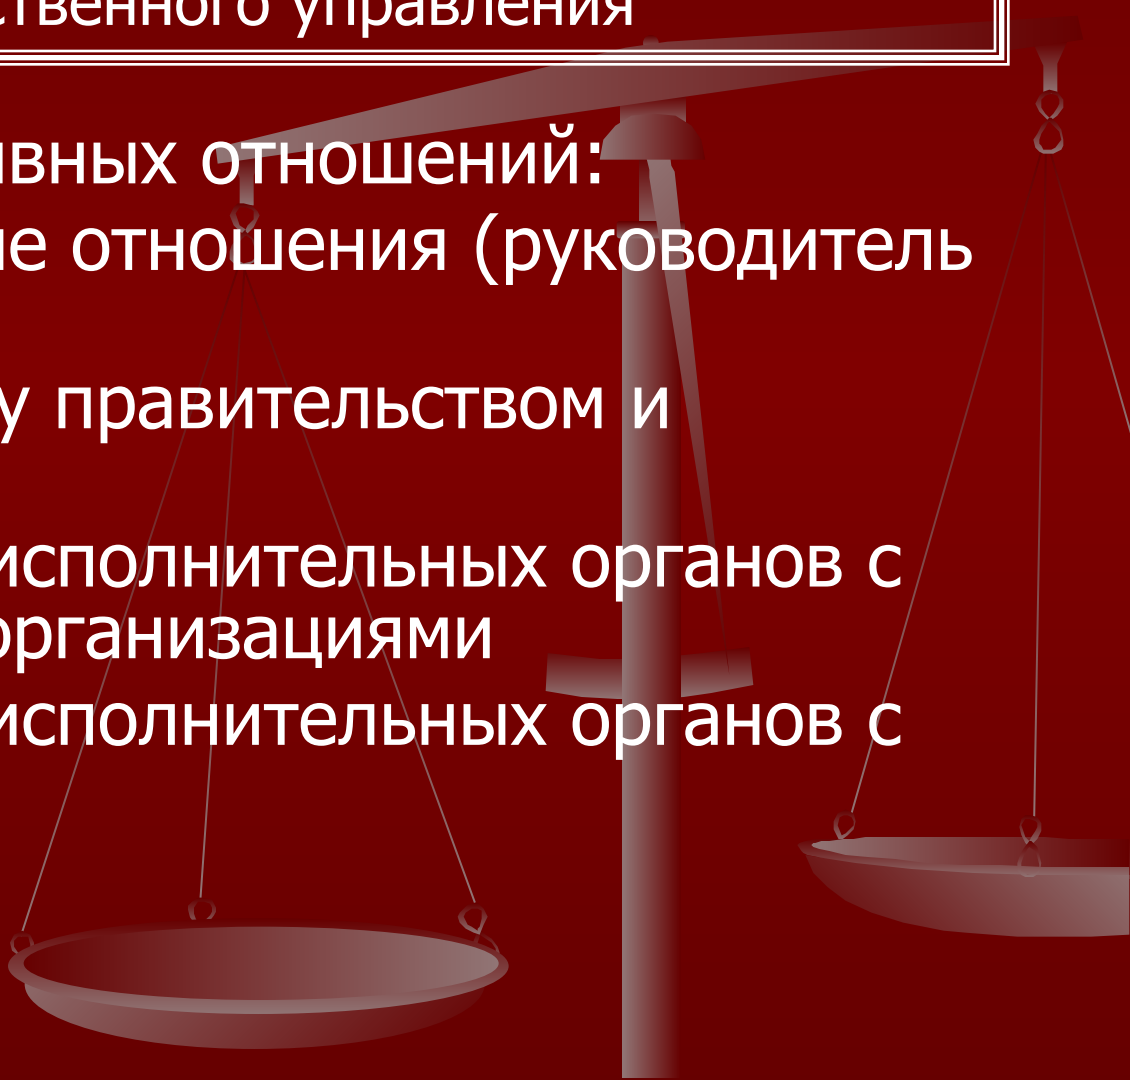 ственного управления
ивных отношений:
ие отношения (руководитель
у правительством и
исполнительных органов с
организациями
исполнительных органов с